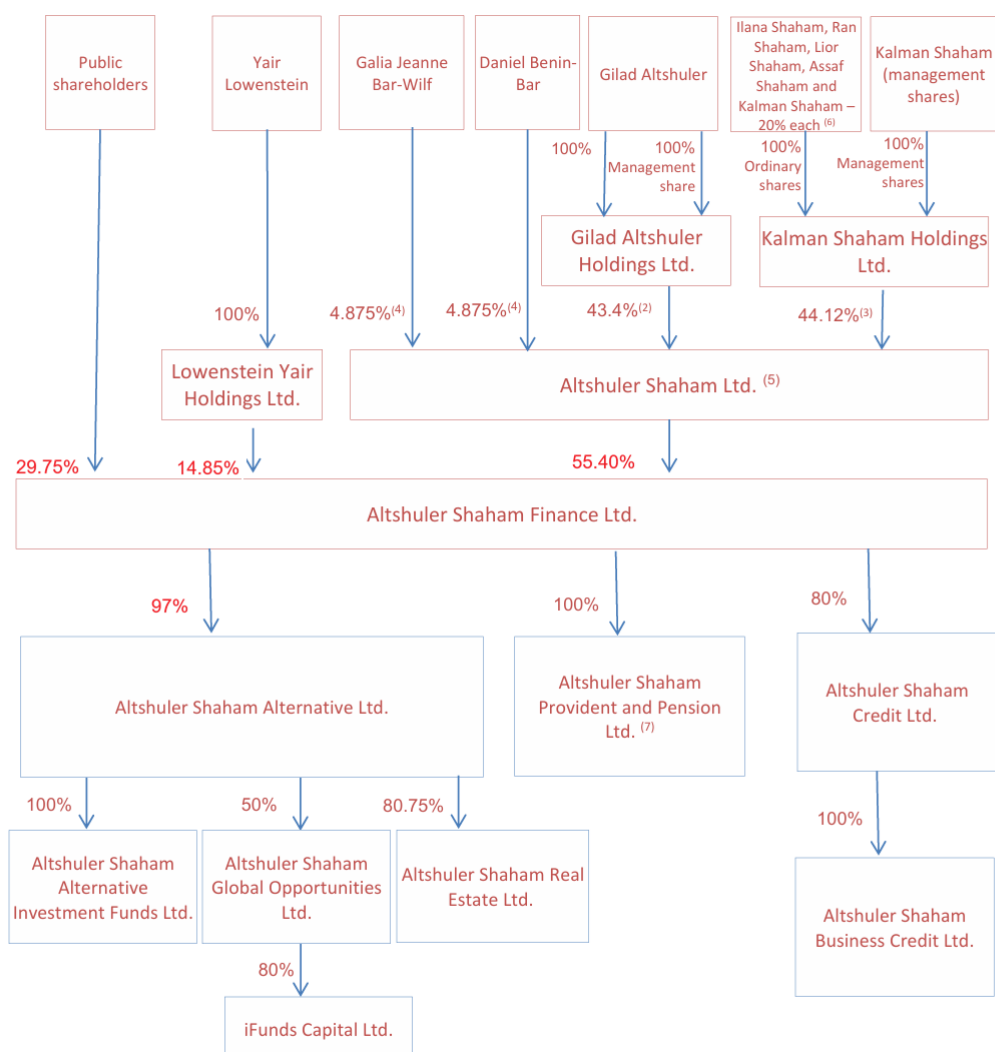 Public
shareholders
Yair
Lowenstein
Galia Jeanne
Bar-Wilf
Daniel Benin-
Bar
Gilad Altshuler
Ilana Shaham, Ran
Shaham, Lior
Shaham, Assaf
Shaham and
Kalman Shaham –
20% each (6)
Kalman Shaham
(management
shares)
100%
100%
Management
share
100%
Ordinary
shares
100%
Management
shares
Gilad Altshuler
Holdings Ltd.
Kalman Shaham Holdings
Ltd.
100%
4.875%(4)
4.875%(4)
43.4%(2)
44.12%(3)
Lowenstein Yair
Holdings Ltd.
Altshuler Shaham Ltd. (5)
29.75%
14.85%
55.40%
Altshuler Shaham Finance Ltd.
97%
100%
80%
Altshuler Shaham Alternative Ltd.
Altshuler Shaham
Provident and Pension
Ltd. (7)
Altshuler Shaham
Credit Ltd.
100%
50%
80.75%
100%
Altshuler Shaham
Alternative
Investment Funds Ltd.
Altshuler Shaham
Global Opportunities
Ltd.
Altshuler Shaham Real
Estate Ltd.
Altshuler Shaham
Business Credit Ltd.
80%
iFunds Capital Ltd.